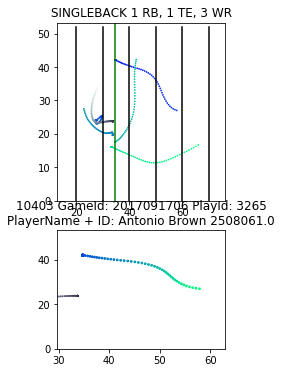 SINGLEBACK 1 RB, 1 TE, 3 WR
50
40
30
20
10
0
20 40 60
10403 GameId: 2017091706 PlayId: 3265
PlayerName + ID: Antonio Brown 2508061.0
40
20
0
30 40 50 60